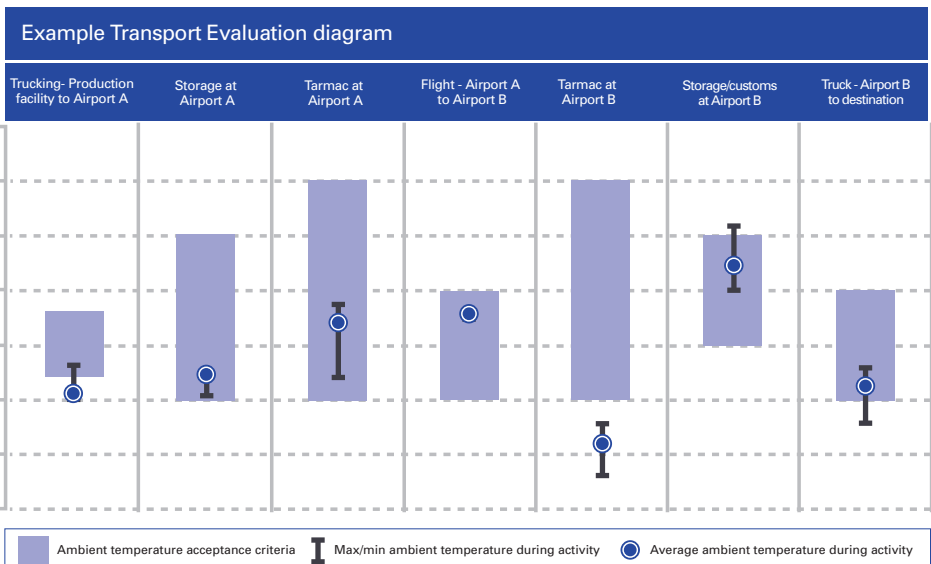 Example Transport Evaluation diagram
Trucking- Production
facility to Airport A
Storage at
Airport A
Tarmac at
Airport A
Flight - Airport A
to Airport B
Tarmac at
Airport B
Storage/customs
at Airport B
Truck - Airport B
to destination
Ambient temperature acceptance criteria
Max/min ambient temperature during activity
Average ambient temperature during activity